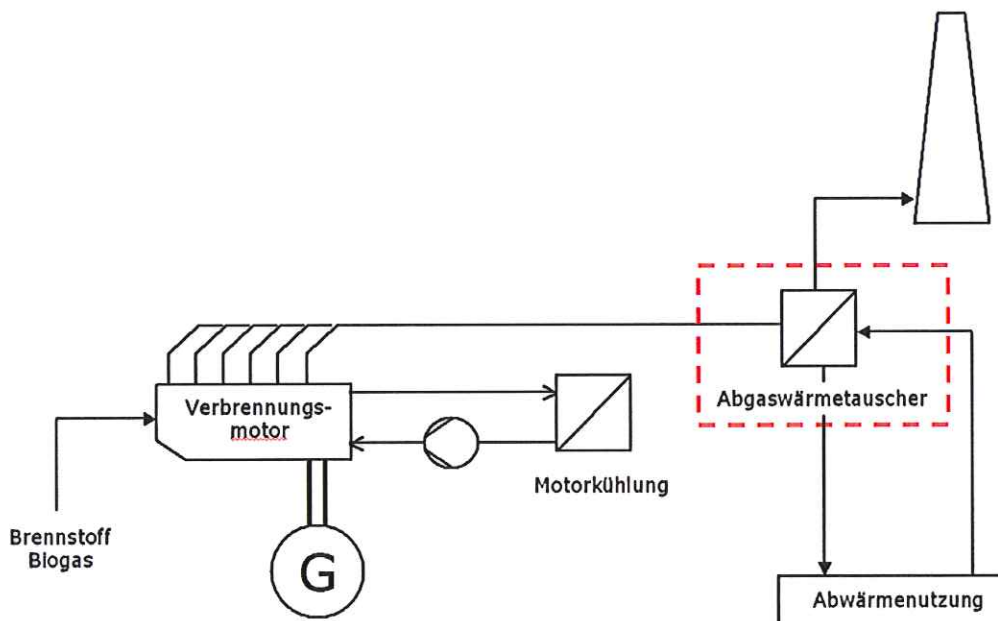 Verbrennungs-
motor
Brennstoff
Biogas
G
Motorkühlung
Abgaswärmetauscher
Abwärmenutzung